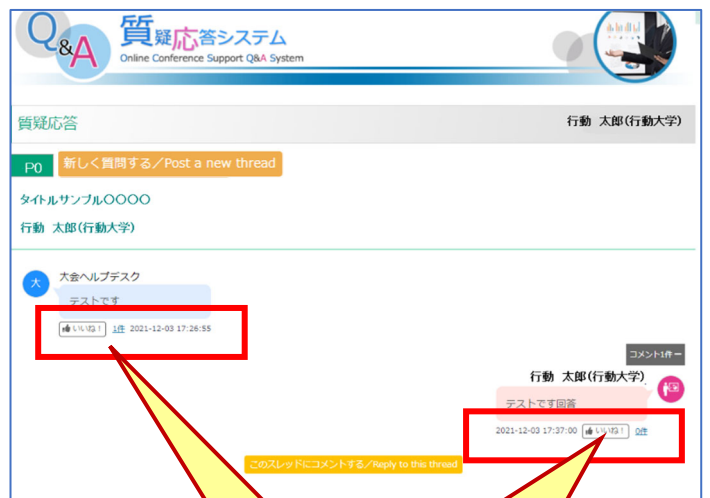 Q&A 質疑応答システム
Online Conference Support Q&A System
質疑応答 行動 太郎(行動大学)
P0 新しく質問する／Post a new thread
タイトルサンプル〇〇〇〇
行動 太郎(行動大学)
大 大会ヘルプデスク
テストです
いいね！ 1件 2021-12-03 17:26:55
コメント1件 ー
行動 太郎(行動大学)
テストです回答
2021-12-03 17:37:00 いいね！ 0件
このスレッドにコメントする／Reply to this thread